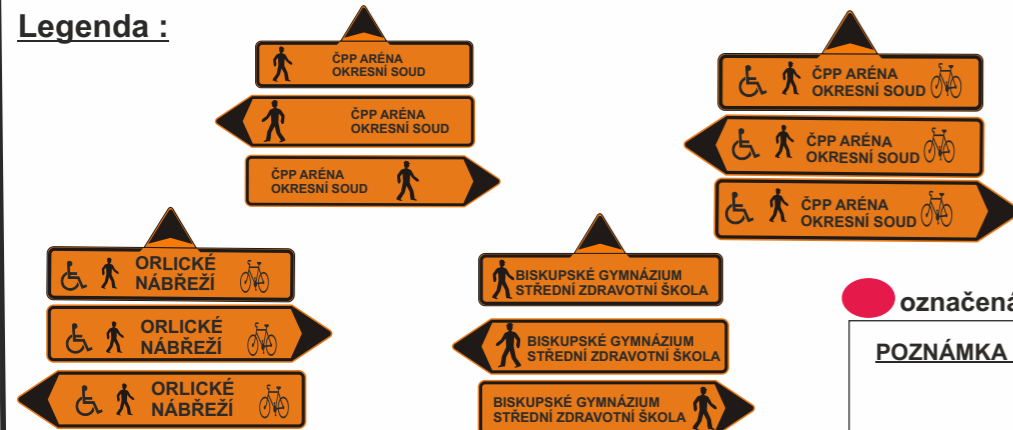 Legenda :
ČPP ARÉNA
OKRESNÍ SOUD
ČPP ARÉNA
OKRESNÍ SOUD
ČPP ARÉNA
OKRESNÍ SOUD
ČPP ARÉNA
OKRESNÍ SOUD
ČPP ARÉNA
OKRESNÍ SOUD
ČPP ARÉNA
OKRESNÍ SOUD
ORLICKÉ
NÁBŘEŽÍ
ORLICKÉ
NÁBŘEŽÍ
ORLICKÉ
NÁBŘEŽÍ
BISKUPSKÉ GYMNÁZIUM
STŘEDNÍ ZDRAVOTNÍ ŠKOLA
BISKUPSKÉ GYMNÁZIUM
STŘEDNÍ ZDRAVOTNÍ ŠKOLA
BISKUPSKÉ GYMNÁZIUM
STŘEDNÍ ZDRAVOTNÍ ŠKOLA
označená
POZNÁMKA